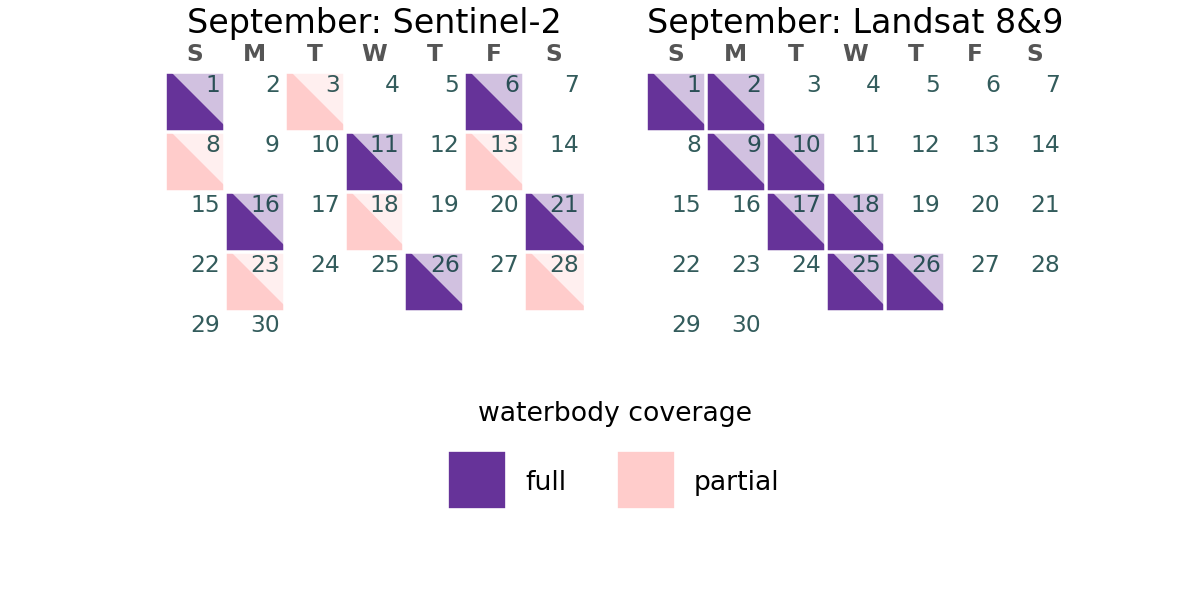 September: Sentinel-2
S M T W T F S
1 2 3 4 5 6 7
8 9 10 11 12 13 14
15 16 17 18 19 20 21
22 23 24 25 26 27 28
29 30
September: Landsat 8&9
S M T W T F S
1 2 3 4 5 6 7
8 9 10 11 12 13 14
15 16 17 18 19 20 21
22 23 24 25 26 27 28
29 30
waterbody coverage
full partial